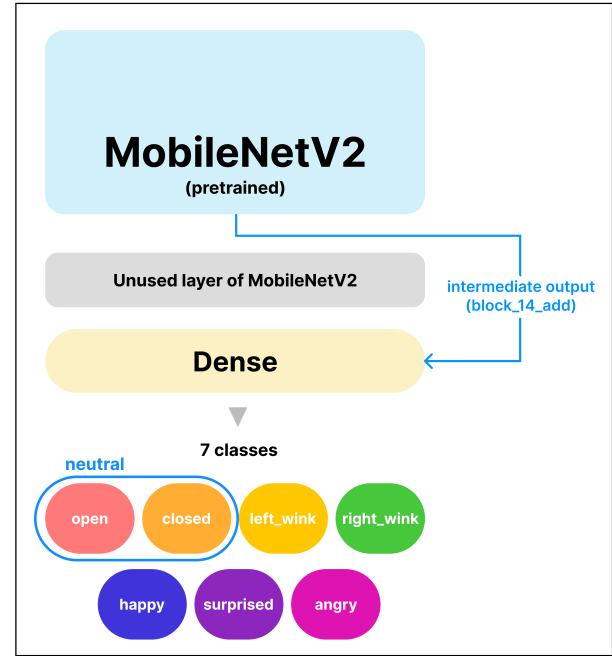 MobileNetV2
(pretrained)
Unused layer of MobileNetV2
intermediate output
(block_14_add)
Dense
7 classes
neutral
open
closed
left_wink
right_wink
happy
surprised
angry